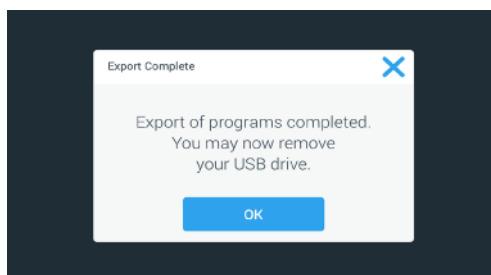 Export Complete
Export of programs completed.
You may now remove
your USB drive.
OK